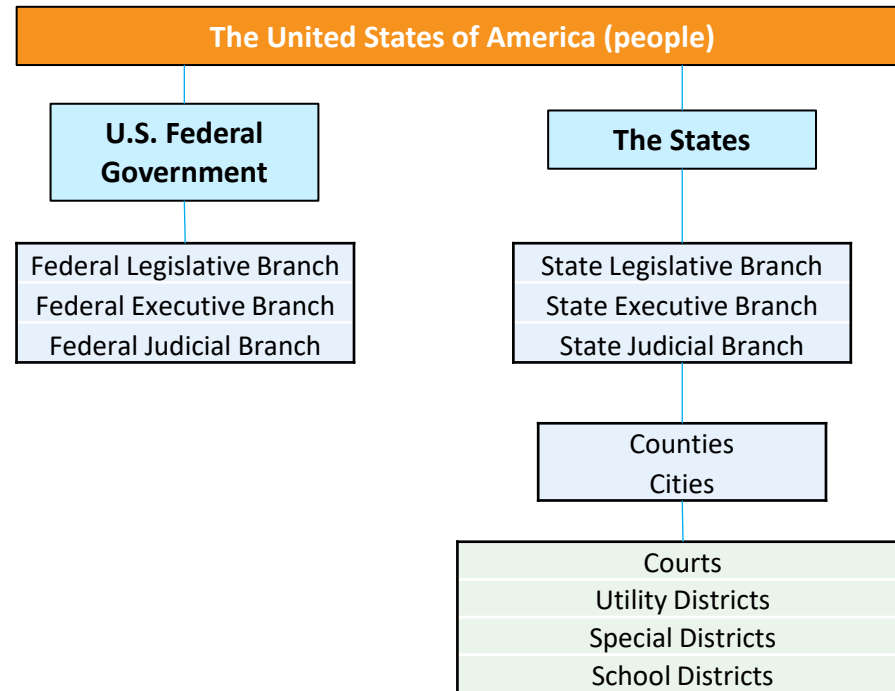 The United States of America (people)
U.S. Federal
Government
The States
Federal Legislative Branch
Federal Executive Branch
Federal Judicial Branch
State Legislative Branch
State Executive Branch
State Judicial Branch
Counties
Cities
Courts
Utility Districts
Special Districts
School Districts